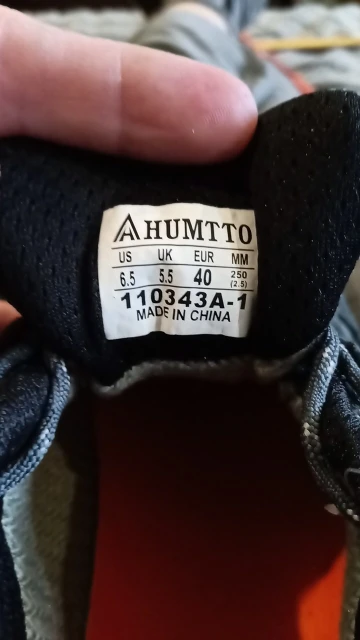 HUMTTO
US UK EUR MM
6.5 5.5 40 250
(2.5)
110343A-1
MADE IN CHINA